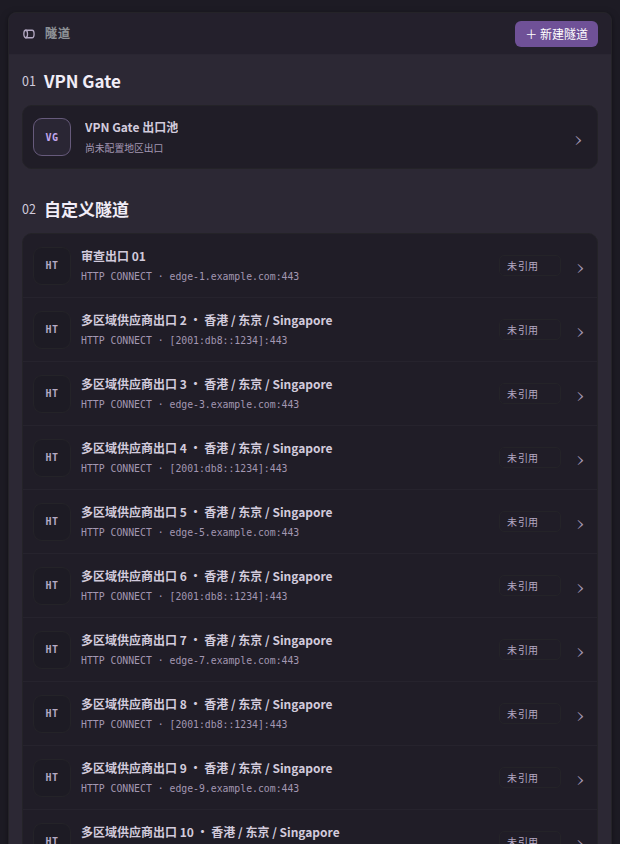 隧道
＋ 新建隧道
01 VPN Gate
VG
VPN Gate 出口池
尚未配置地区出口
02 自定义隧道
HT
审查出口 01
HTTP CONNECT · edge-1.example.com:443
未引用
HT
多区域供应商出口 2 · 香港 / 东京 / Singapore
HTTP CONNECT · [2001:db8::1234]:443
未引用
HT
多区域供应商出口 3 · 香港 / 东京 / Singapore
HTTP CONNECT · edge-3.example.com:443
未引用
HT
多区域供应商出口 4 · 香港 / 东京 / Singapore
HTTP CONNECT · [2001:db8::1234]:443
未引用
HT
多区域供应商出口 5 · 香港 / 东京 / Singapore
HTTP CONNECT · edge-5.example.com:443
未引用
HT
多区域供应商出口 6 · 香港 / 东京 / Singapore
HTTP CONNECT · [2001:db8::1234]:443
未引用
HT
多区域供应商出口 7 · 香港 / 东京 / Singapore
HTTP CONNECT · edge-7.example.com:443
未引用
HT
多区域供应商出口 8 · 香港 / 东京 / Singapore
HTTP CONNECT · [2001:db8::1234]:443
未引用
HT
多区域供应商出口 9 · 香港 / 东京 / Singapore
HTTP CONNECT · edge-9.example.com:443
未引用
HT
多区域供应商出口 10 · 香港 / 东京 / Singapore
未引用